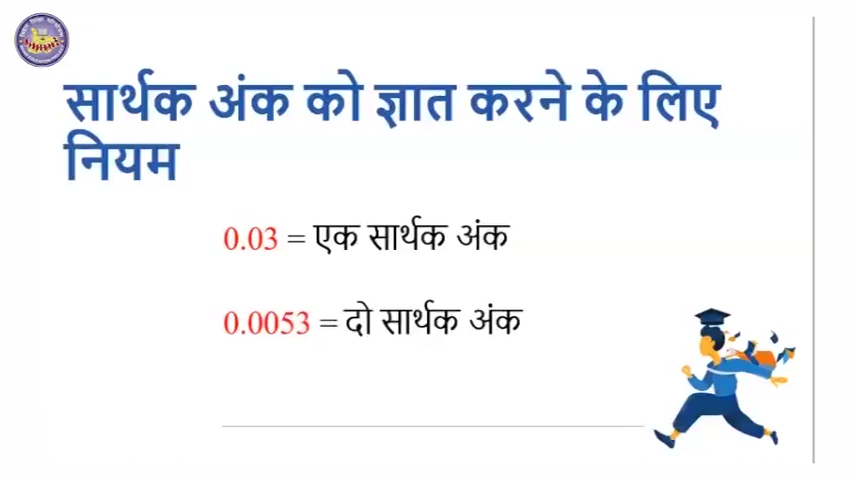 सार्थक अंक को ज्ञात करने के लिए
नियम
0.03 = एक सार्थक अंक
0.0053 = दो सार्थक अंक